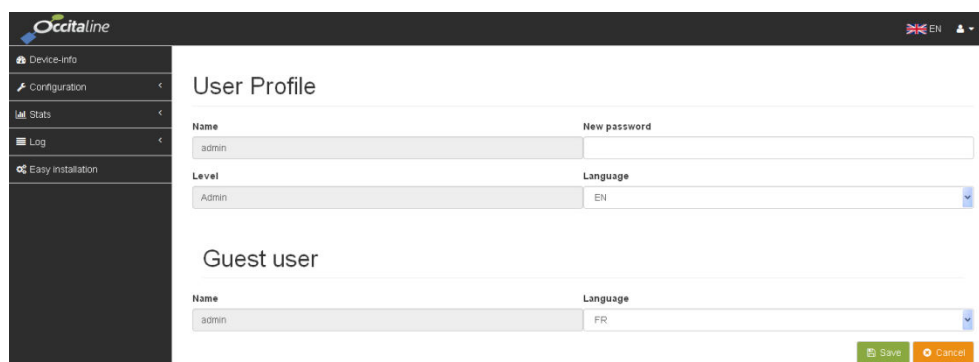 Occitaline
EN
Device-info
Configuration
Stats
Log
Easy installation
User Profile
Name
New password
admin
Level
Language
Admin
EN
Guest user
Name
Language
admin
FR
Save
Cancel